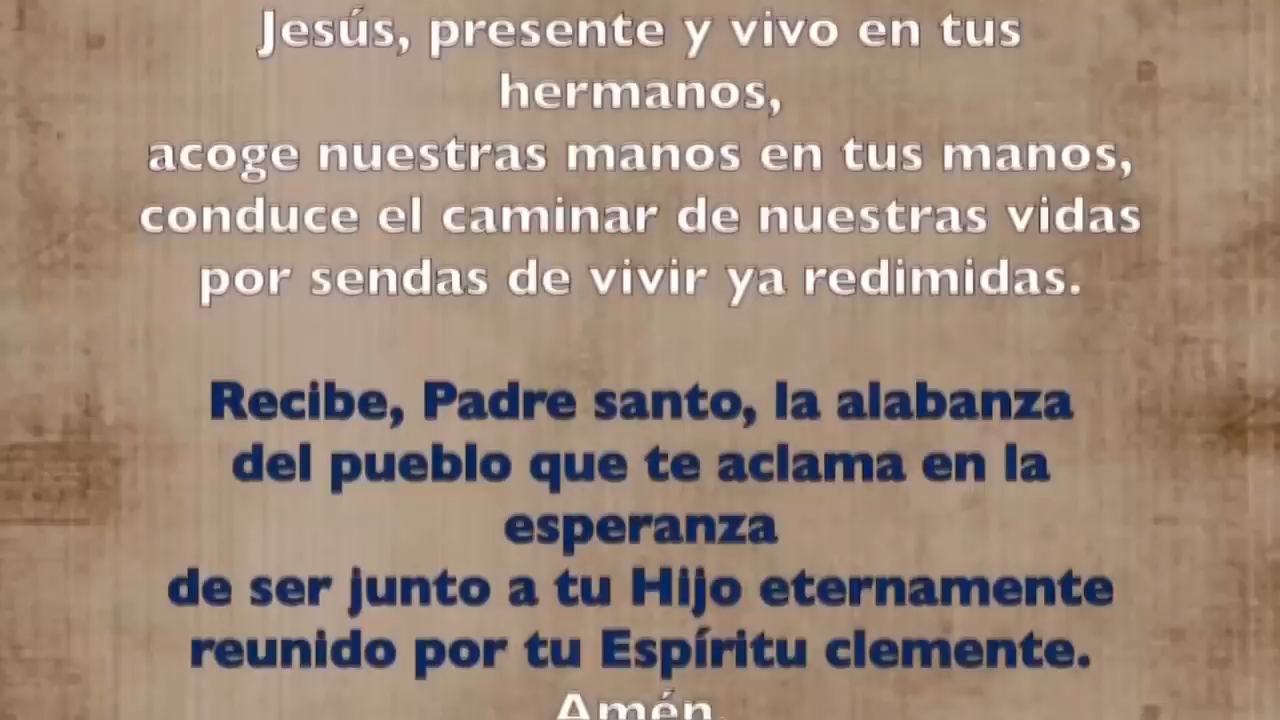 Jesús, presente y vivo en tus
hermanos,
acoge nuestras manos en tus manos,
conduce el caminar de nuestras vidas
por sendas de vivir ya redimidas.
Recibe, Padre santo, la alabanza
del pueblo que te aclama en la
esperanza
de ser junto a tu Hijo eternamente
reunido por tu Espíritu clemente.
Amén.